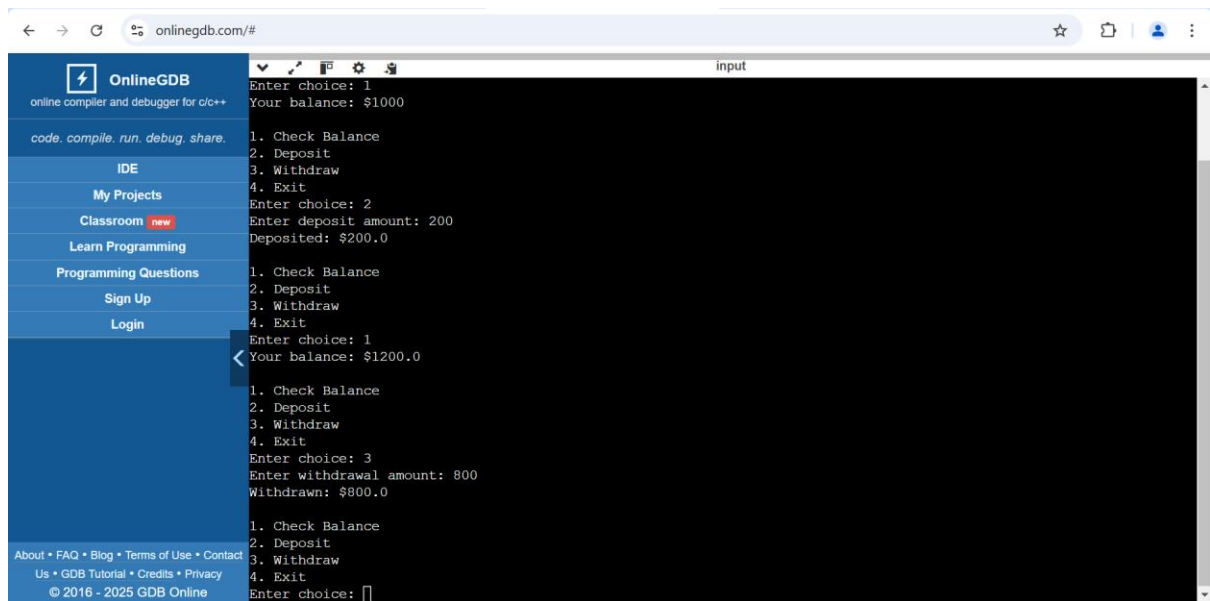 onlinegdb.com/#
OnlineGDB
online compiler and debugger for c/c++
code. compile. run. debug. share.
IDE
My Projects
Classroom new
Learn Programming
Programming Questions
Sign Up
Login
About • FAQ • Blog • Terms of Use • Contact
Us • GDB Tutorial • Credits • Privacy
© 2016 - 2025 GDB Online
input
Enter choice: 1
Your balance: $1000
1. Check Balance
2. Deposit
3. Withdraw
4. Exit
Enter choice: 2
Enter deposit amount: 200
Deposited: $200.0
1. Check Balance
2. Deposit
3. Withdraw
4. Exit
Enter choice: 1
Your balance: $1200.0
1. Check Balance
2. Deposit
3. Withdraw
4. Exit
Enter choice: 3
Enter withdrawal amount: 800
Withdrawn: $800.0
1. Check Balance
2. Deposit
3. Withdraw
4. Exit
Enter choice: